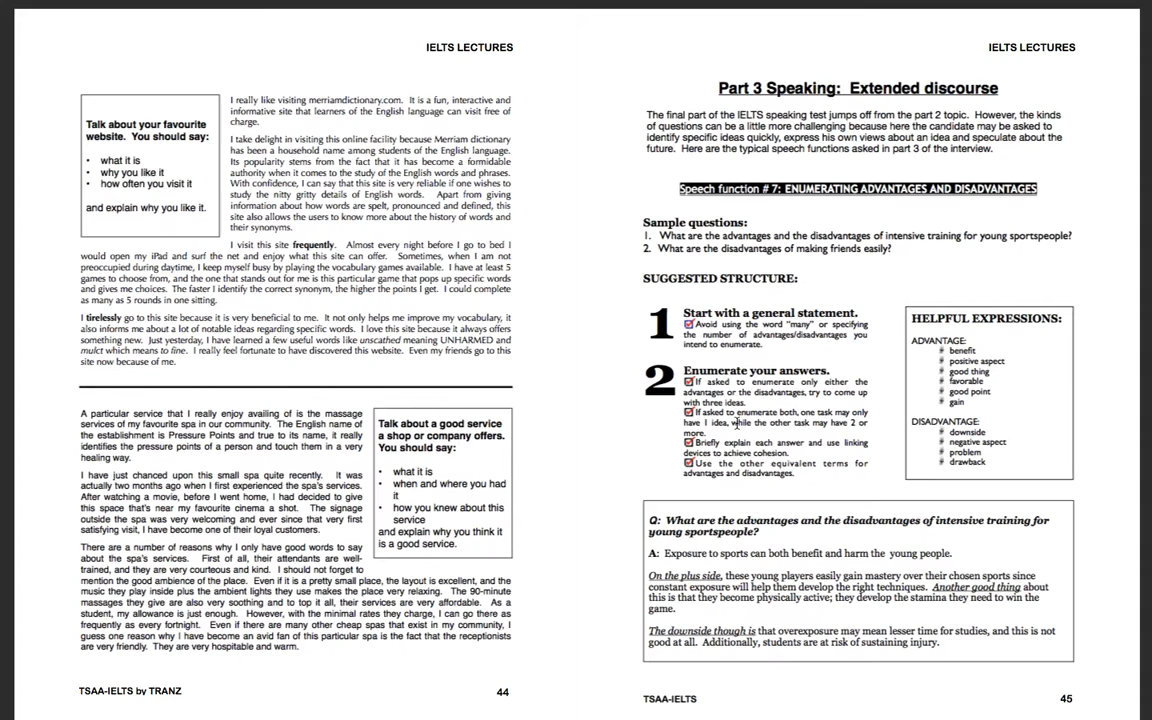 IELTS LECTURES
Talk about your favourite
website. You should say:
• what it is
• why you like it
• how often you visit it
and explain why you like it.
I really like visiting merriamdictionary.com. It is a fun, interactive and
informative site that learners of the English language can visit free of
charge.
I take delight in visiting this online facility because Merriam dictionary
has been a household name among students of the English language.
Its popularity stems from the fact that it has become a formidable
authority when it comes to the study of the English words and phrases.
With confidence, I can say that this site is very reliable if one wishes to
study the nitty gritty details of English words. Apart from giving
information about how words are spelt, pronounced and defined, this
site also allows the users to know more about the history of words and
their synonyms.
I visit this site frequently. Almost every night before I go to bed I
would open my iPad and surf the net and enjoy what this site can offer. Sometimes, when I am not
preoccupied during daytime, I keep myself busy by playing the vocabulary games available. I have at least 5
games to choose from, and the one that stands out for me is this particular game that pops up specific words
and gives me choices. The faster I identify the correct synonym, the higher the points I get. I could complete
as many as 5 rounds in one sitting.
I tirelessly go to this site because it is very beneficial to me. It not only helps me improve my vocabulary, it
also informs me about a lot of notable ideas regarding specific words. I love this site because it always offers
something new. Just yesterday, I have learned a few useful words like unscathed meaning UNHARMED and
mulct which means to fine. I really feel fortunate to have discovered this website. Even my friends go to this
site now because of me.
A particular service that I really enjoy availing of is the massage
services of my favourite spa in our community. The English name of
the establishment is Pressure Points and true to its name, it really
identifies the pressure points of a person and touch them in a very
healing way.
I have just chanced upon this small spa quite recently. It was
actually two months ago when I first experienced the spa's services.
After watching a movie, before I went home, I had decided to give
this space that's near my favourite cinema a shot. The signage
outside the spa was very welcoming and ever since that very first
satisfying visit, I have become one of their loyal customers.
There are a number of reasons why I only have good words to say
about the spa's services. First of all, their attendants are well-
trained, and they are very courteous and kind. I should not forget to
mention the good ambience of the place. Even if it is a pretty small place, the layout is excellent, and the
music they play inside plus the ambient lights they use makes the place very relaxing. The 90-minute
massages they give are also very soothing and to top it all, their services are very affordable. As a
student, my allowance is just enough. However, with the minimal rates they charge, I can go there as
frequently as every fortnight. Even if there are many other cheap spas that exist in my community, I
guess one reason why I have become an avid fan of this particular spa is the fact that the receptionists
are very friendly. They are very hospitable and warm.
Talk about a good service
a shop or company offers.
You should say:
• what it is
• when and where you had
it
• how you knew about this
service
and explain why you think it
is a good service.
TSAA-IELTS by TRANZ
44
IELTS LECTURES
Part 3 Speaking: Extended discourse
The final part of the IELTS speaking test jumps off from the part 2 topic. However, the kinds
of questions can be a little more challenging because here the candidate may be asked to
identify specific ideas quickly, express his own views about an idea and speculate about the
future. Here are the typical speech functions asked in part 3 of the interview.
Speech function # 7: ENUMERATING ADVANTAGES AND DISADVANTAGES
Sample questions:
1. What are the advantages and the disadvantages of intensive training for young sportspeople?
2. What are the disadvantages of making friends easily?
SUGGESTED STRUCTURE:
1 Start with a general statement.
Avoid using the word "many" or specifying
the number of advantages/disadvantages you
intend to enumerate.
2 Enumerate your answers.
If asked to enumerate only either the
advantages or the disadvantages, try to come up
with three ideas.
If asked to enumerate both, one task may only
have 1 idea, while the other task may have 2 or
more.
Briefly explain each answer and use linking
devices to achieve cohesion.
Use the other equivalent terms for
advantages and disadvantages.
HELPFUL EXPRESSIONS:
ADVANTAGE:
benefit
positive aspect
good thing
favorable
good point
gain
DISADVANTAGE:
downside
negative aspect
problem
drawback
Q: What are the advantages and the disadvantages of intensive training for
young sportspeople?
A: Exposure to sports can both benefit and harm the young people.
On the plus side, these young players easily gain mastery over their chosen sports since
constant exposure will help them develop the right techniques. Another good thing about
this is that they become physically active; they develop the stamina they need to win the
game.
The downside though is that overexposure may mean lesser time for studies, and this is not
good at all. Additionally, students are at risk of sustaining injury.
TSAA-IELTS
45